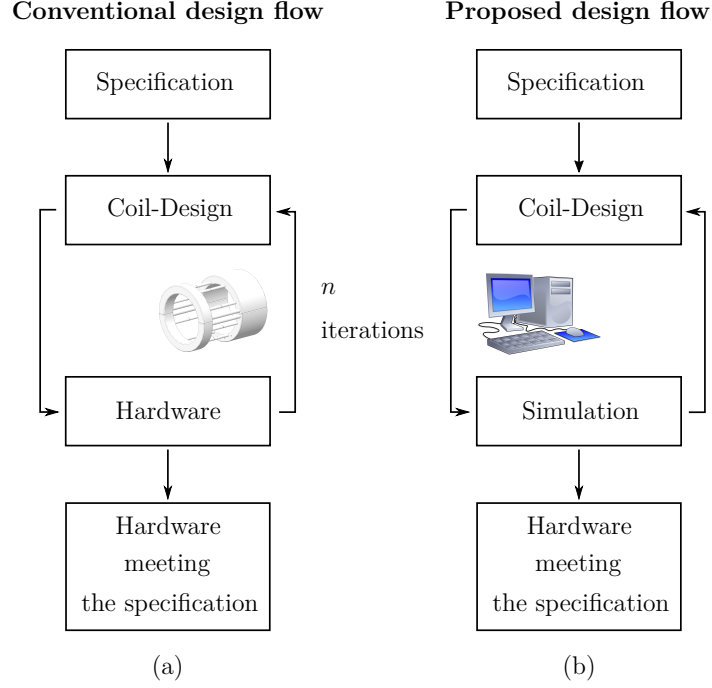 Conventional design flow
Specification
Coil-Design
n
iterations
Hardware
Hardware
meeting
the specification
(a)
Proposed design flow
Specification
Coil-Design
Simulation
Hardware
meeting
the specification
(b)